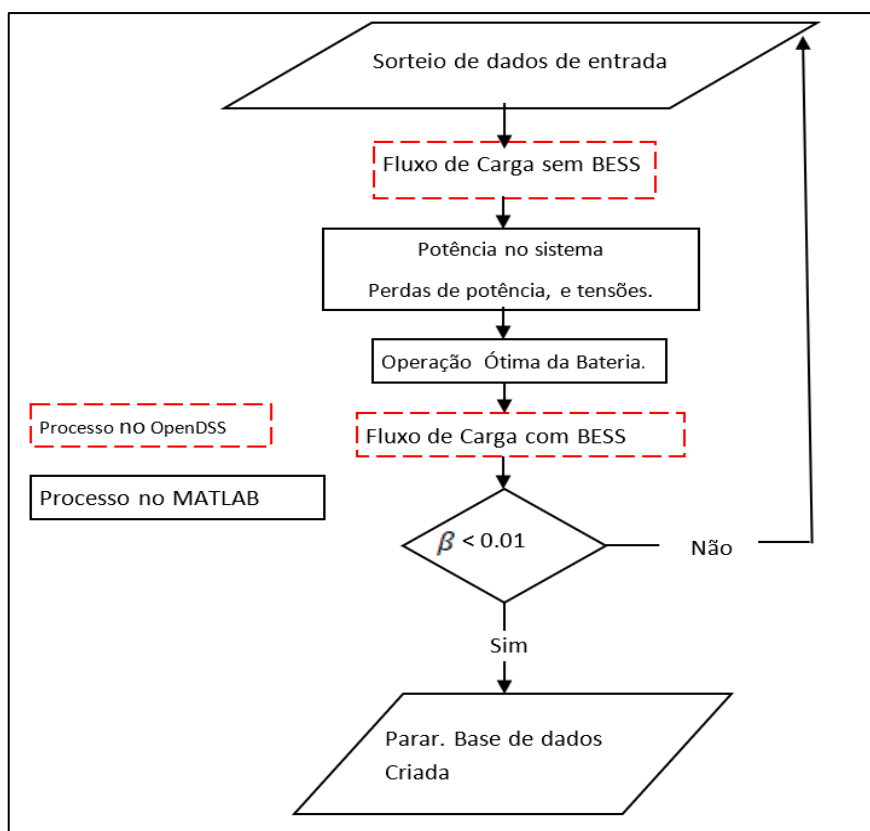 Sorteio de dados de entrada
Fluxo de Carga sem BESS
Potência no sistema
Perdas de potência, e tensões.
Operação Ótima da Bateria.
Processo no OpenDSS
Fluxo de Carga com BESS
Processo no MATLAB
β < 0.01
Não
Sim
Parar. Base de dados
Criada